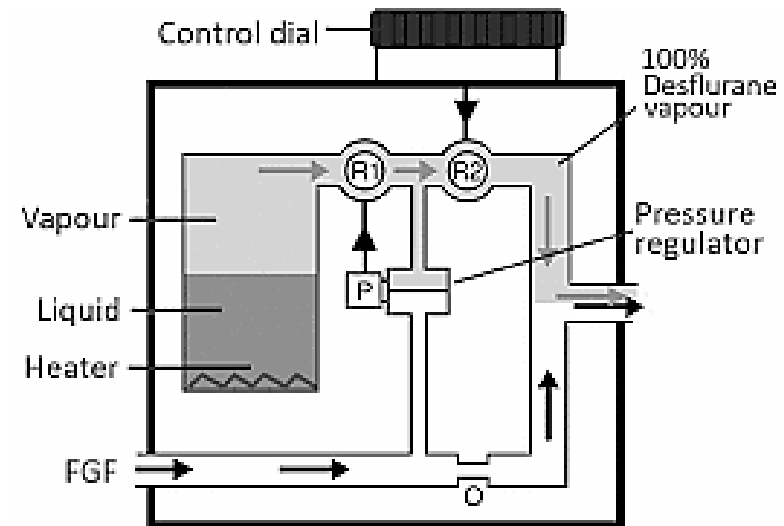 Control dial
100%
Desflurane
vapour
R1
R2
Vapour
Pressure
regulator
P
Liquid
Heater
FGF
O